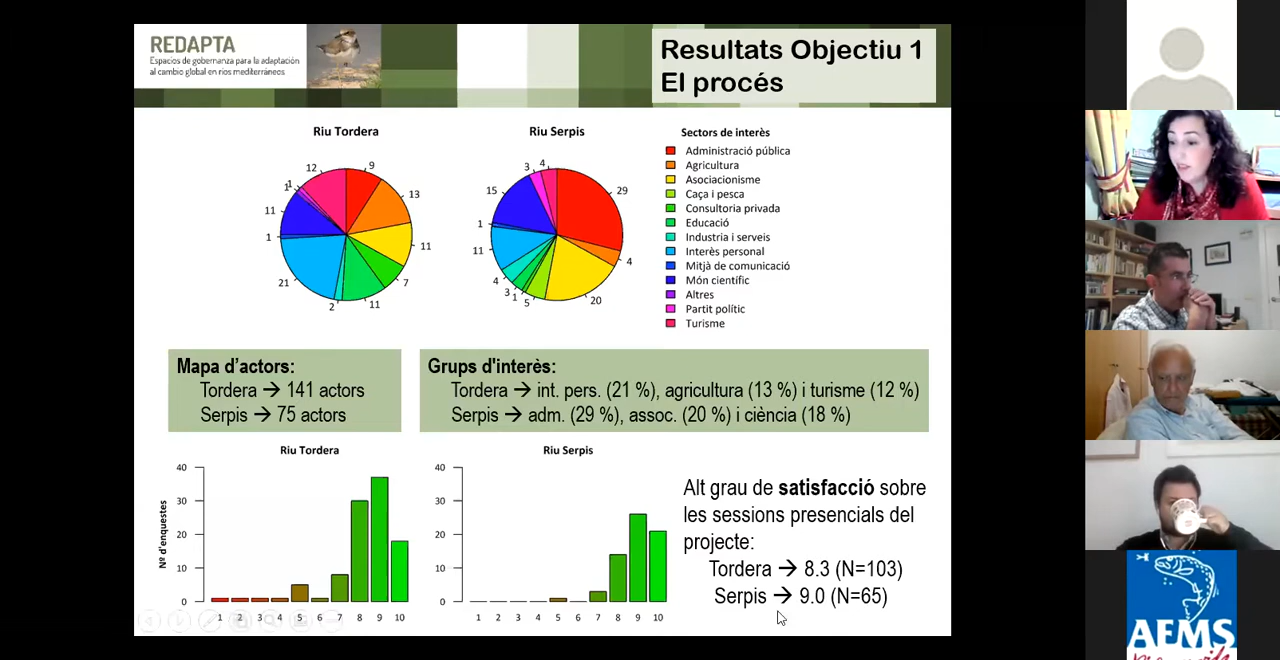 REDAPTA
Espacios de gobernanza para la adaptación
al cambio global en ríos mediterráneos
Resultats Objectiu 1
El procés
Riu Tordera
12
9
13
11
7
11
2
21
1
11
1
1
Riu Serpis
3
4
29
4
20
5
1
3
4
11
1
15
Sectors de interès
Administració pública
Agricultura
Asociacionisme
Caça i pesca
Consultoria privada
Educació
Industria i serveis
Interès personal
Mitjà de comunicació
Món científic
Altres
Partit polític
Turisme
Mapa d’actors:
Tordera → 141 actors
Serpis → 75 actors
Grups d'interès:
Tordera → int. pers. (21 %), agricultura (13 %) i turisme (12 %)
Serpis → adm. (29 %), assoc. (20 %) i ciència (18 %)
Riu Tordera
Nº d'enquestes
40
30
20
10
0
1 2 3 4 5 6 7 8 9 10
Riu Serpis
40
30
20
10
0
1 2 3 4 5 6 7 8 9 10
Alt grau de satisfacció sobre
les sessions presencials del
projecte:
Tordera → 8.3 (N=103)
Serpis → 9.0 (N=65)
AEMS